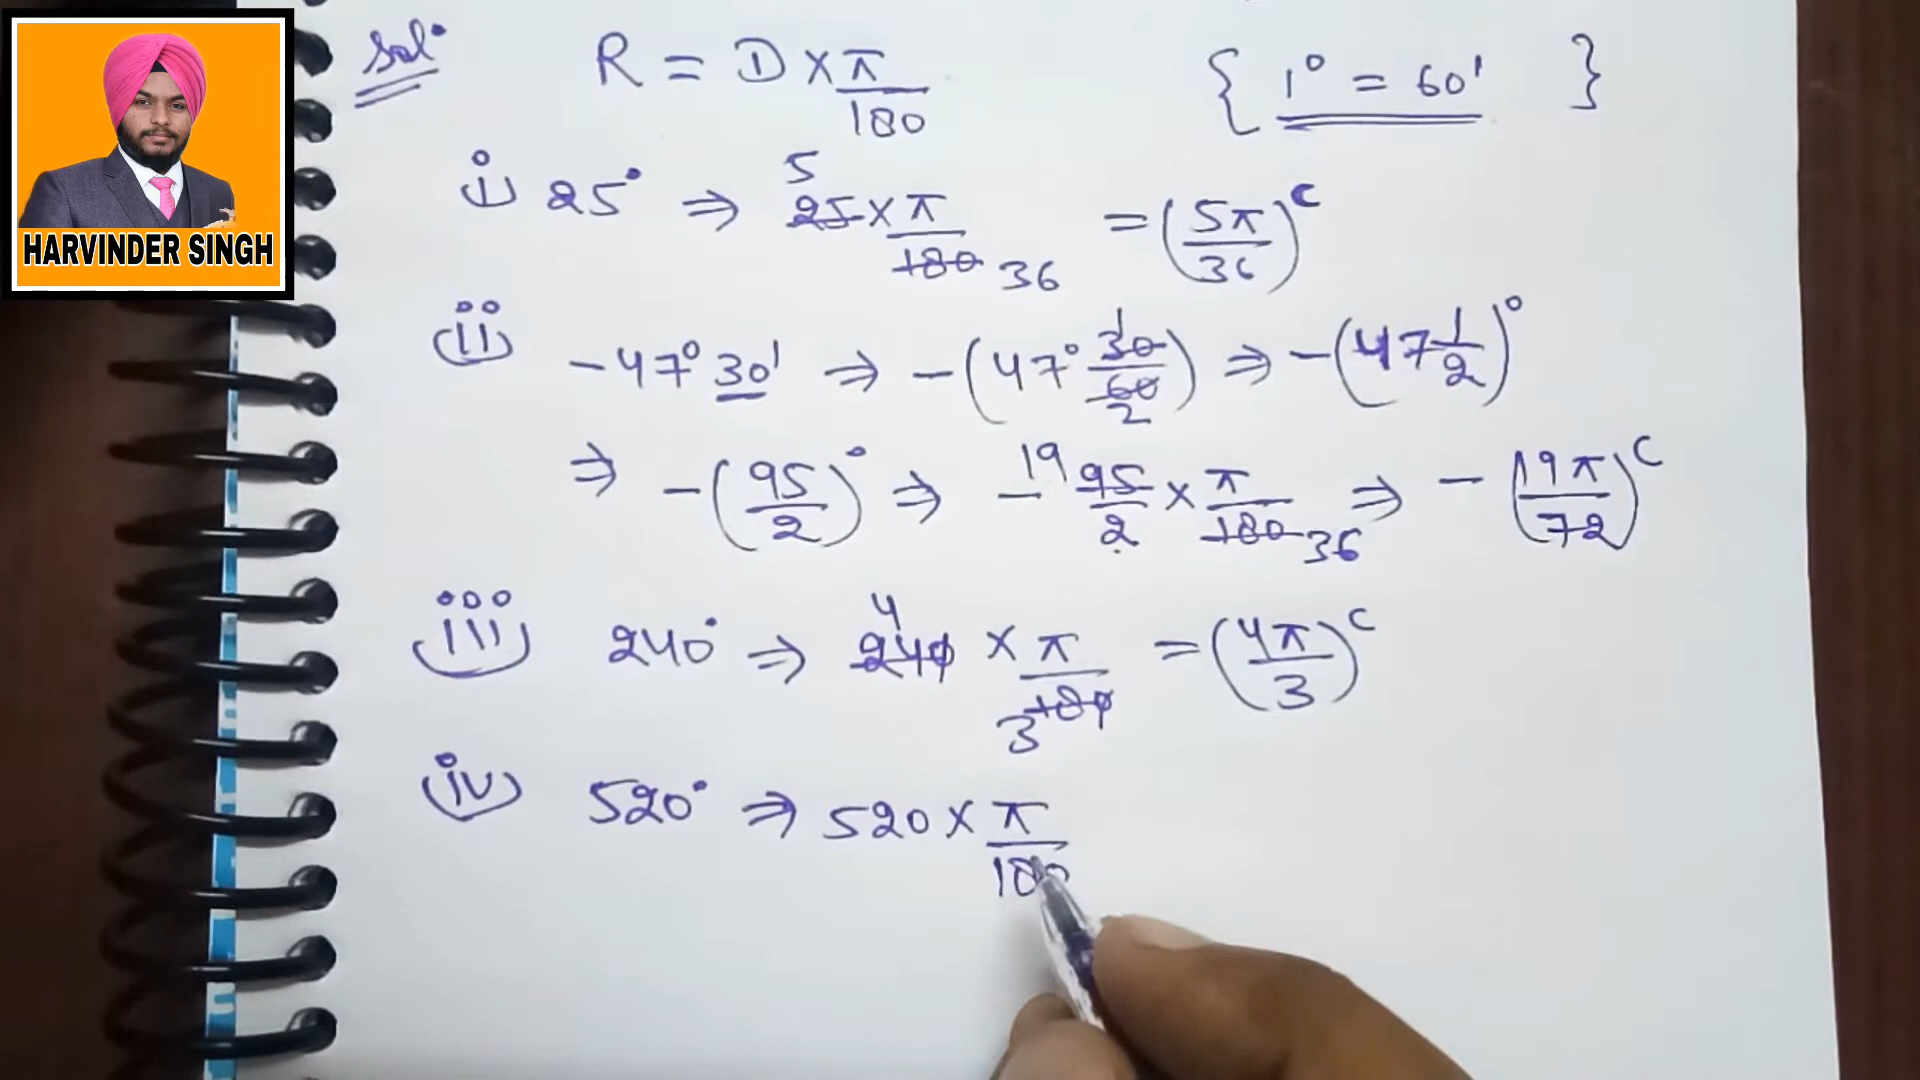 HARVINDER SINGH
Sol.
R = D × π/180 { 1° = 60' }
(i) 25° ⇒ 25 × π/180 5 36 = (5π/36)ᶜ
(ii) -47° 30' ⇒ -(47° 30/60) 1 2 ⇒ -(47 1/2)°
⇒ -(95/2)° ⇒ - 19 95/2 × π/180 36 ⇒ -(19π/72)ᶜ
(iii) 240° ⇒ 240 4 × π/180 3 = (4π/3)ᶜ
(iv) 520° ⇒ 520 × π/180